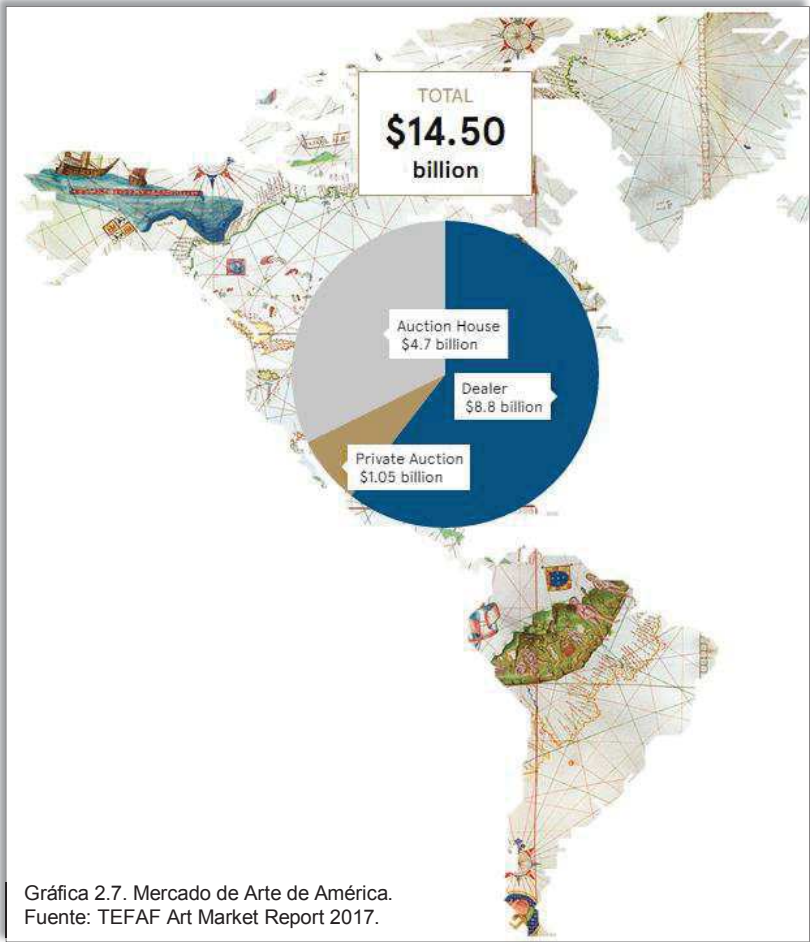 TOTAL
$14.50
billion
Auction House
$4.7 billion
Dealer
$8.8 billion
Private Auction
$1.05 billion
Gráfica 2.7. Mercado de Arte de América.
Fuente: TEFAF Art Market Report 2017.